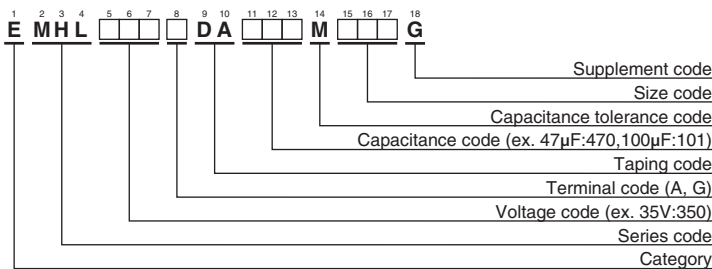 1 2 3 4 5 6 7 8 9 10 11 12 13 14 15 16 17 18
E M H L □□□ □ D A □□□ M □□□ G
Supplement code
Size code
Capacitance tolerance code
Capacitance code (ex. 47µF:470,100µF:101)
Taping code
Terminal code (A, G)
Voltage code (ex. 35V:350)
Series code
Category